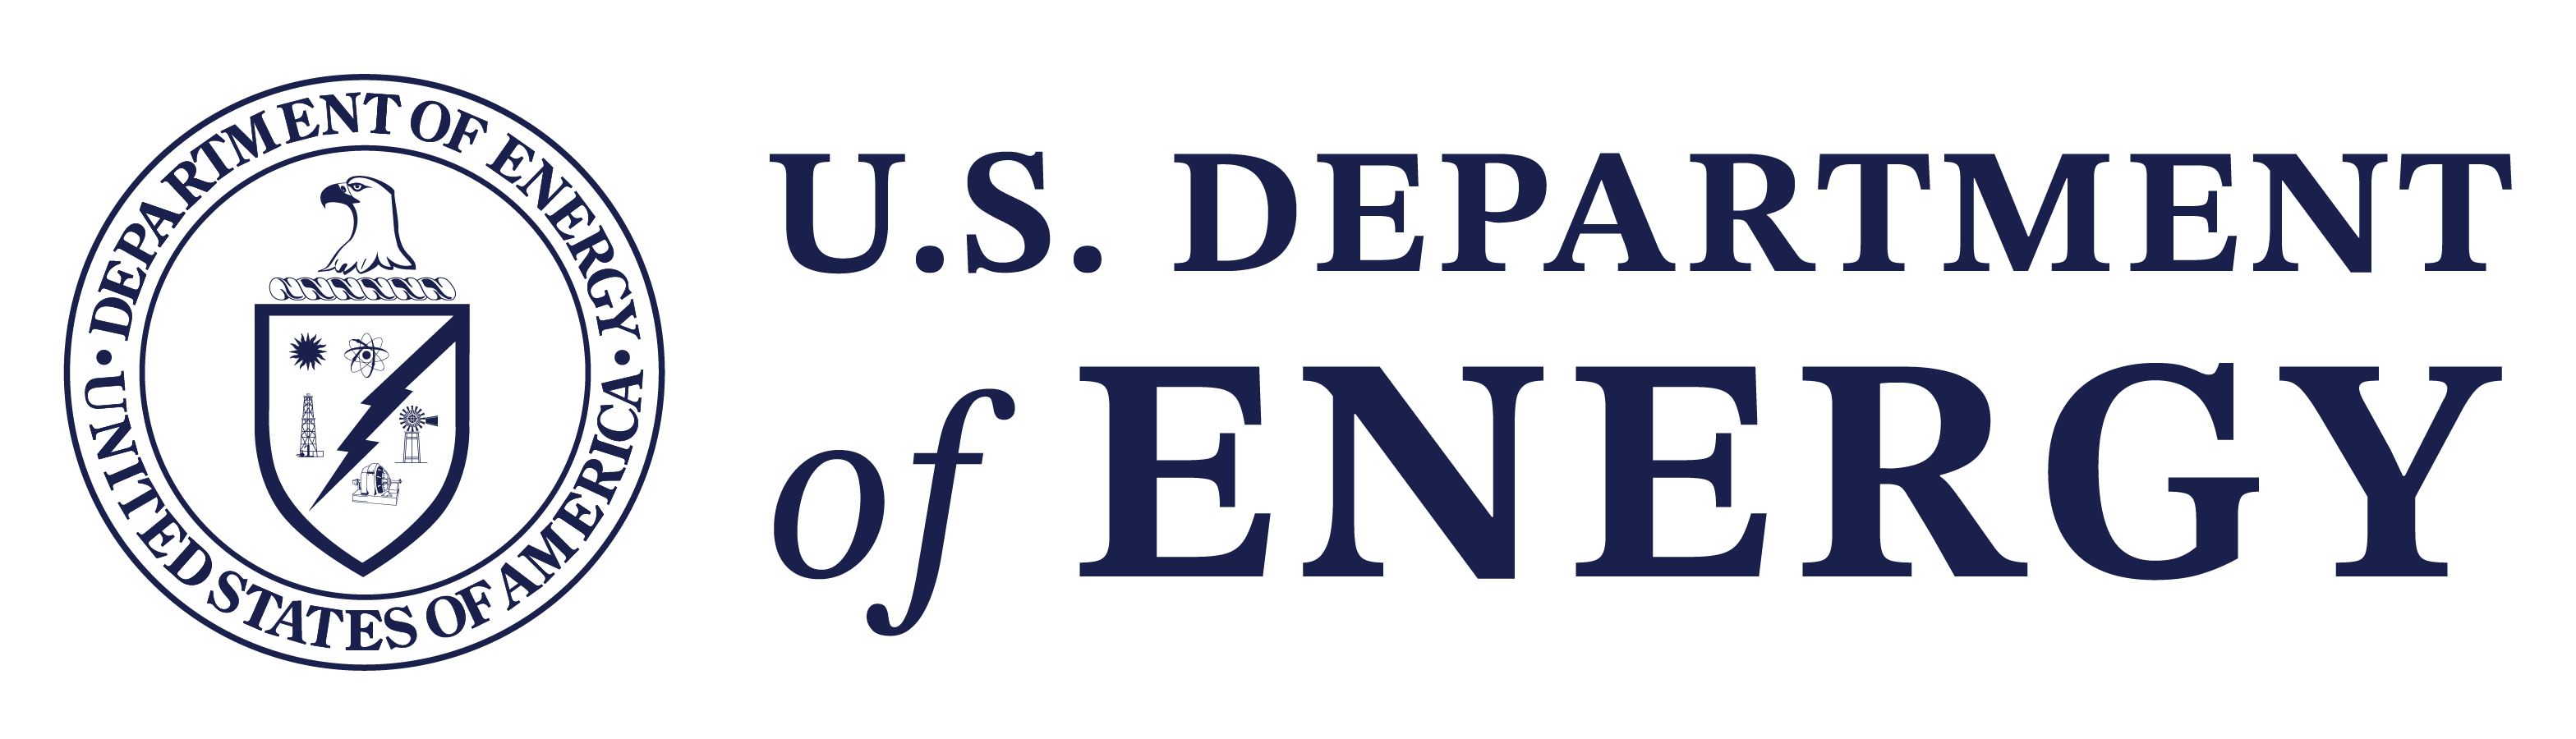 DEPARTMENT OF ENERGY
• UNITED STATES OF AMERICA •
U.S. DEPARTMENT
of ENERGY